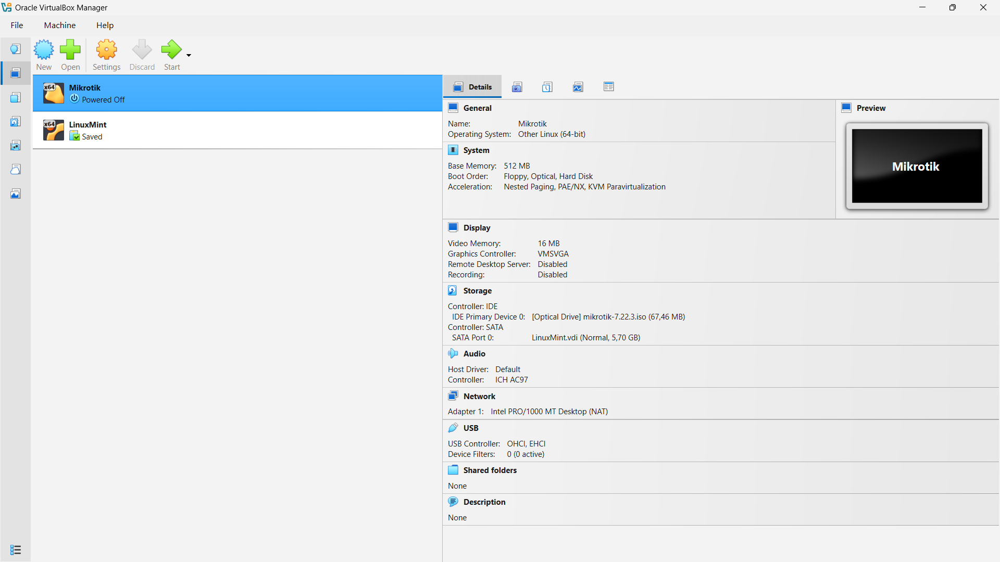 Oracle VirtualBox Manager
File Machine Help
New Open Settings Discard Start
x64 Mikrotik
Powered Off
x64 LinuxMint
Saved
Details
General
Name: Mikrotik
Operating System: Other Linux (64-bit)
Preview
Mikrotik
System
Base Memory: 512 MB
Boot Order: Floppy, Optical, Hard Disk
Acceleration: Nested Paging, PAE/NX, KVM Paravirtualization
Display
Video Memory: 16 MB
Graphics Controller: VMSVGA
Remote Desktop Server: Disabled
Recording: Disabled
Storage
Controller: IDE
IDE Primary Device 0: [Optical Drive] mikrotik-7.22.3.iso (67,46 MB)
Controller: SATA
SATA Port 0: LinuxMint.vdi (Normal, 5,70 GB)
Audio
Host Driver: Default
Controller: ICH AC97
Network
Adapter 1: Intel PRO/1000 MT Desktop (NAT)
USB
USB Controller: OHCI, EHCI
Device Filters: 0 (0 active)
Shared folders
None
Description
None